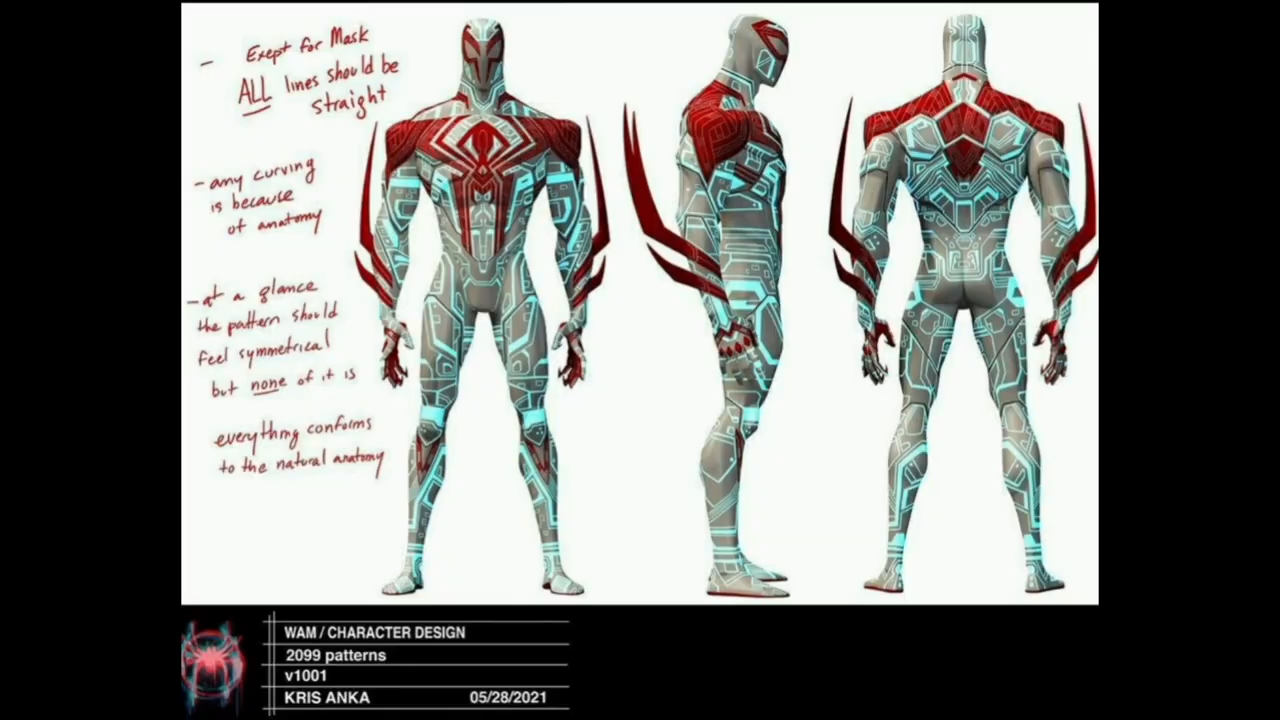 - Exept for Mask
ALL lines should be
straight
- any curving
is because
of anatomy
- at a glance
the pattern should
feel symmetrical
but none of it is
everything conforms
to the natural anatomy
WAM / CHARACTER DESIGN
2099 patterns
v1001
KRIS ANKA 05/28/2021